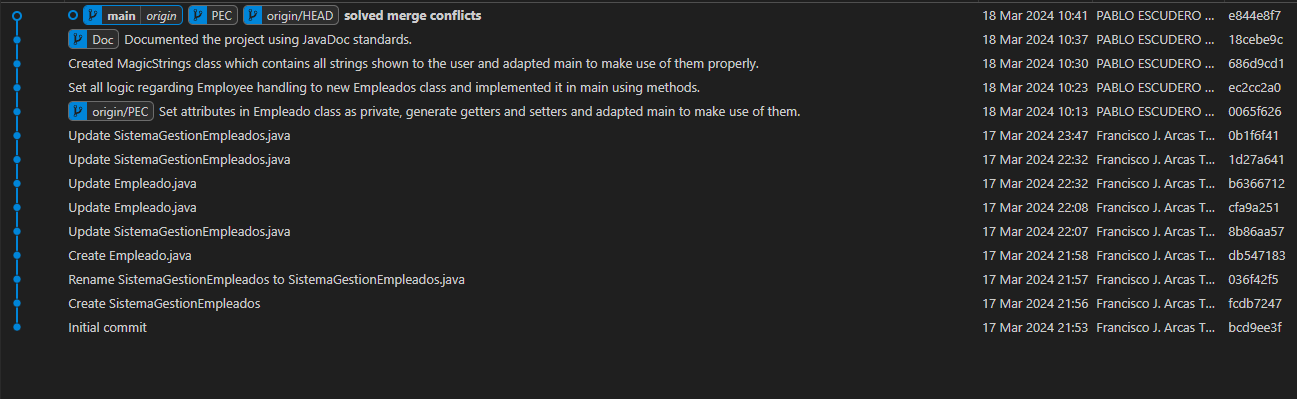 main origin PEC origin/HEAD solved merge conflicts 18 Mar 2024 10:41 PABLO ESCUDERO ... e844e8f7
Doc Documented the project using JavaDoc standards. 18 Mar 2024 10:37 PABLO ESCUDERO ... 18cebe9c
Created MagicStrings class which contains all strings shown to the user and adapted main to make use of them properly. 18 Mar 2024 10:30 PABLO ESCUDERO ... 686d9cd1
Set all logic regarding Employee handling to new Empleados class and implemented it in main using methods. 18 Mar 2024 10:23 PABLO ESCUDERO ... ec2cc2a0
origin/PEC Set attributes in Empleado class as private, generate getters and setters and adapted main to make use of them. 18 Mar 2024 10:13 PABLO ESCUDERO ... 0065f626
Update SistemaGestionEmpleados.java 17 Mar 2024 23:47 Francisco J. Arcas T... 0b1f6f41
Update SistemaGestionEmpleados.java 17 Mar 2024 22:32 Francisco J. Arcas T... 1d27a641
Update Empleado.java 17 Mar 2024 22:32 Francisco J. Arcas T... b6366712
Update Empleado.java 17 Mar 2024 22:08 Francisco J. Arcas T... cfa9a251
Update SistemaGestionEmpleados.java 17 Mar 2024 22:07 Francisco J. Arcas T... 8b86aa57
Create Empleado.java 17 Mar 2024 21:58 Francisco J. Arcas T... db547183
Rename SistemaGestionEmpleados to SistemaGestionEmpleados.java 17 Mar 2024 21:57 Francisco J. Arcas T... 036f42f5
Create SistemaGestionEmpleados 17 Mar 2024 21:56 Francisco J. Arcas T... fcdb7247
Initial commit 17 Mar 2024 21:53 Francisco J. Arcas T... bcd9ee3f